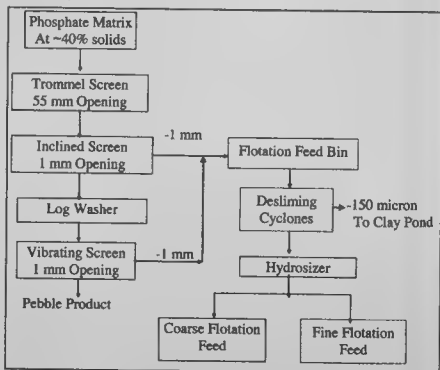 Phosphate Matrix
At ~40% solids
Trommel Screen
55 mm Opening
Inclined Screen
1 mm Opening
-1 mm
Flotation Feed Bin
Log Washer
Desliming
Cyclones
-150 micron
To Clay Pond
Vibrating Screen
1 mm Opening
-1 mm
Hydrosizer
Pebble Product
Coarse Flotation
Feed
Fine Flotation
Feed